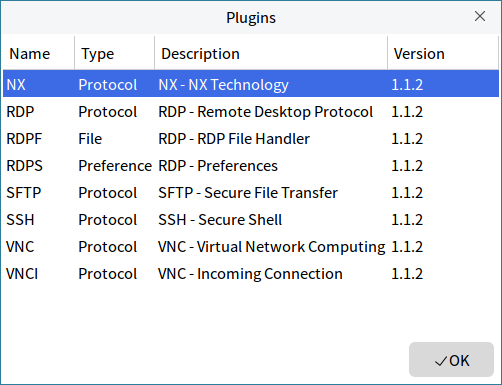 Plugins
Name Type Description Version
NX Protocol NX - NX Technology 1.1.2
RDP Protocol RDP - Remote Desktop Protocol 1.1.2
RDPF File RDP - RDP File Handler 1.1.2
RDPS Preference RDP - Preferences 1.1.2
SFTP Protocol SFTP - Secure File Transfer 1.1.2
SSH Protocol SSH - Secure Shell 1.1.2
VNC Protocol VNC - Virtual Network Computing 1.1.2
VNCI Protocol VNC - Incoming Connection 1.1.2
OK